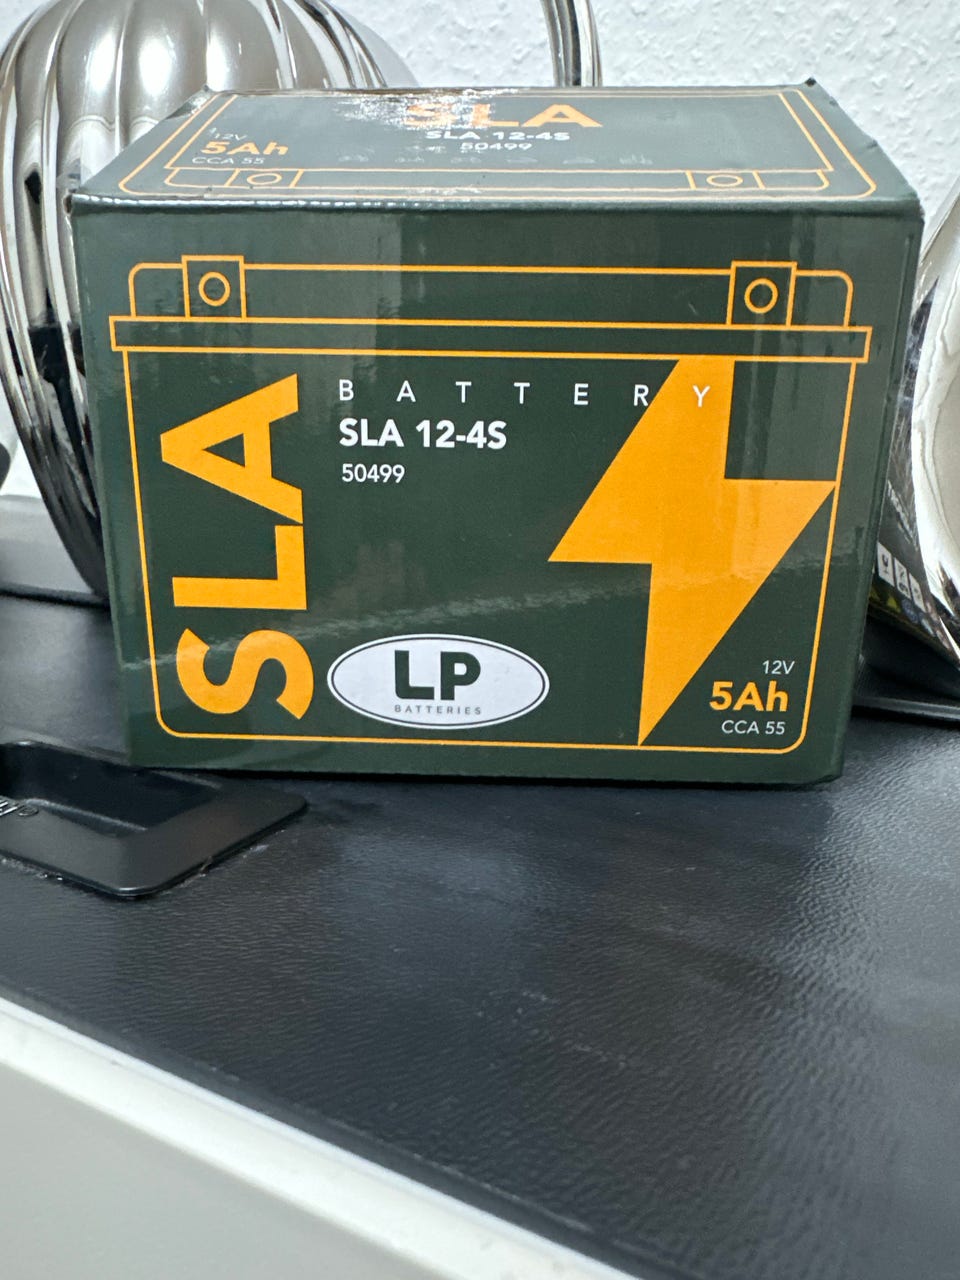 SLA
SLA 12-4S
50499
12V
5Ah
CCA 55
BATTERY
SLA 12-4S
50499
SLA
LP
BATTERIES
12V
5Ah
CCA 55